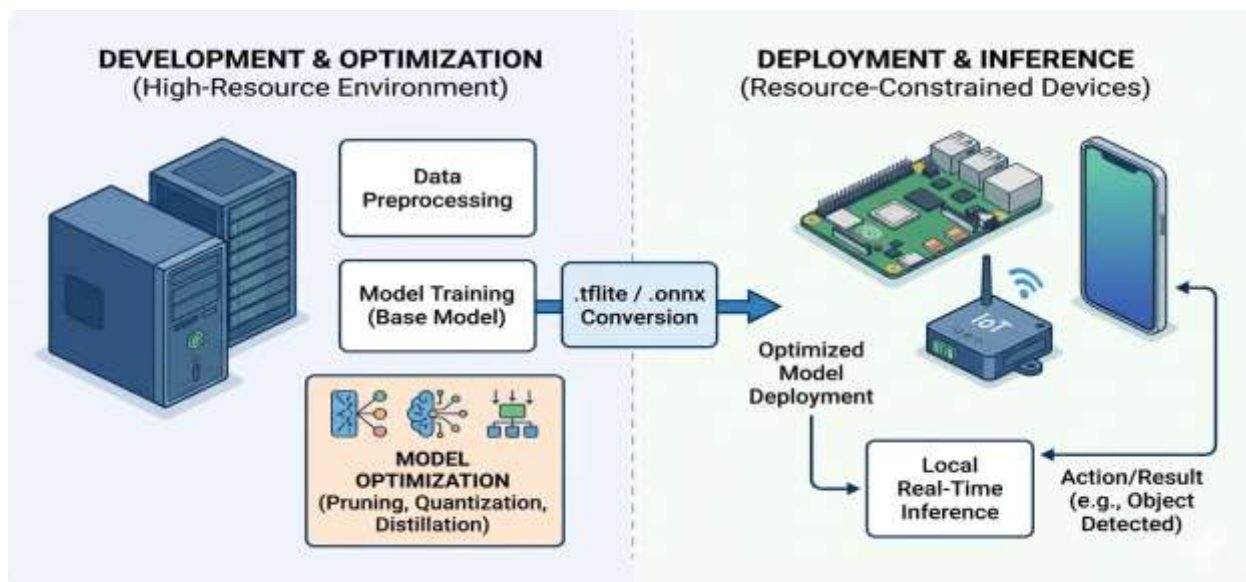 DEVELOPMENT & OPTIMIZATION
(High-Resource Environment)
Data
Preprocessing
Model Training
(Base Model)
MODEL
OPTIMIZATION
(Pruning, Quantization,
Distillation)
.tflite / .onnx
Conversion
DEPLOYMENT & INFERENCE
(Resource-Constrained Devices)
IoT
Optimized
Model
Deployment
Local
Real-Time
Inference
Action/Result
(e.g., Object
Detected)